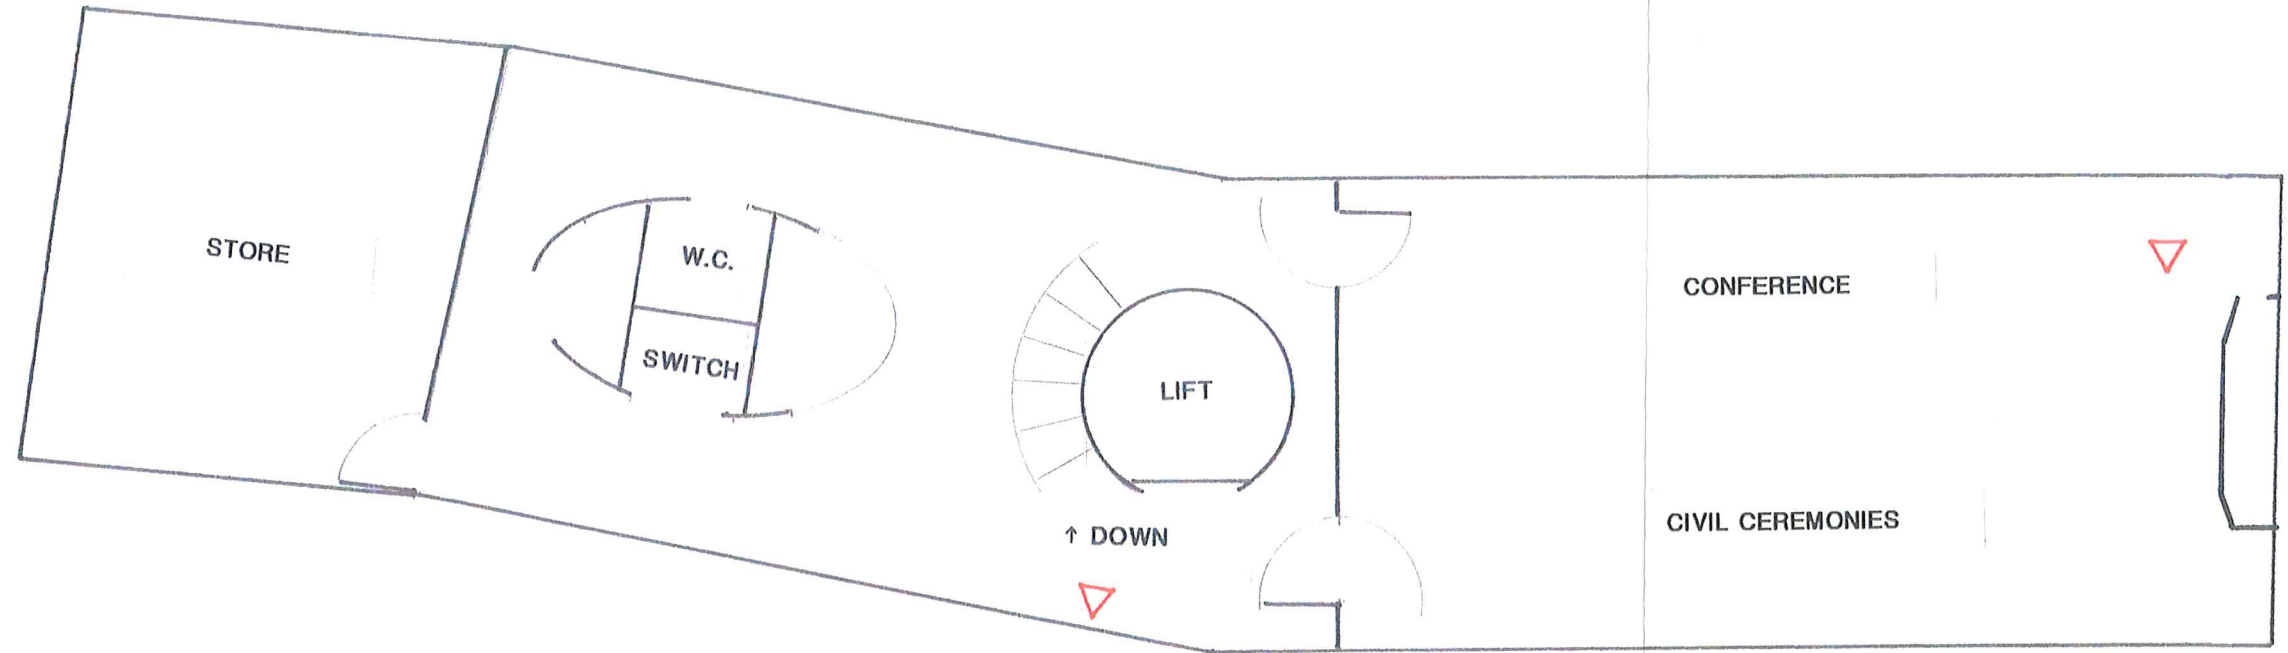 STORE
W.C.
SWITCH
LIFT
↑ DOWN
CONFERENCE
CIVIL CEREMONIES